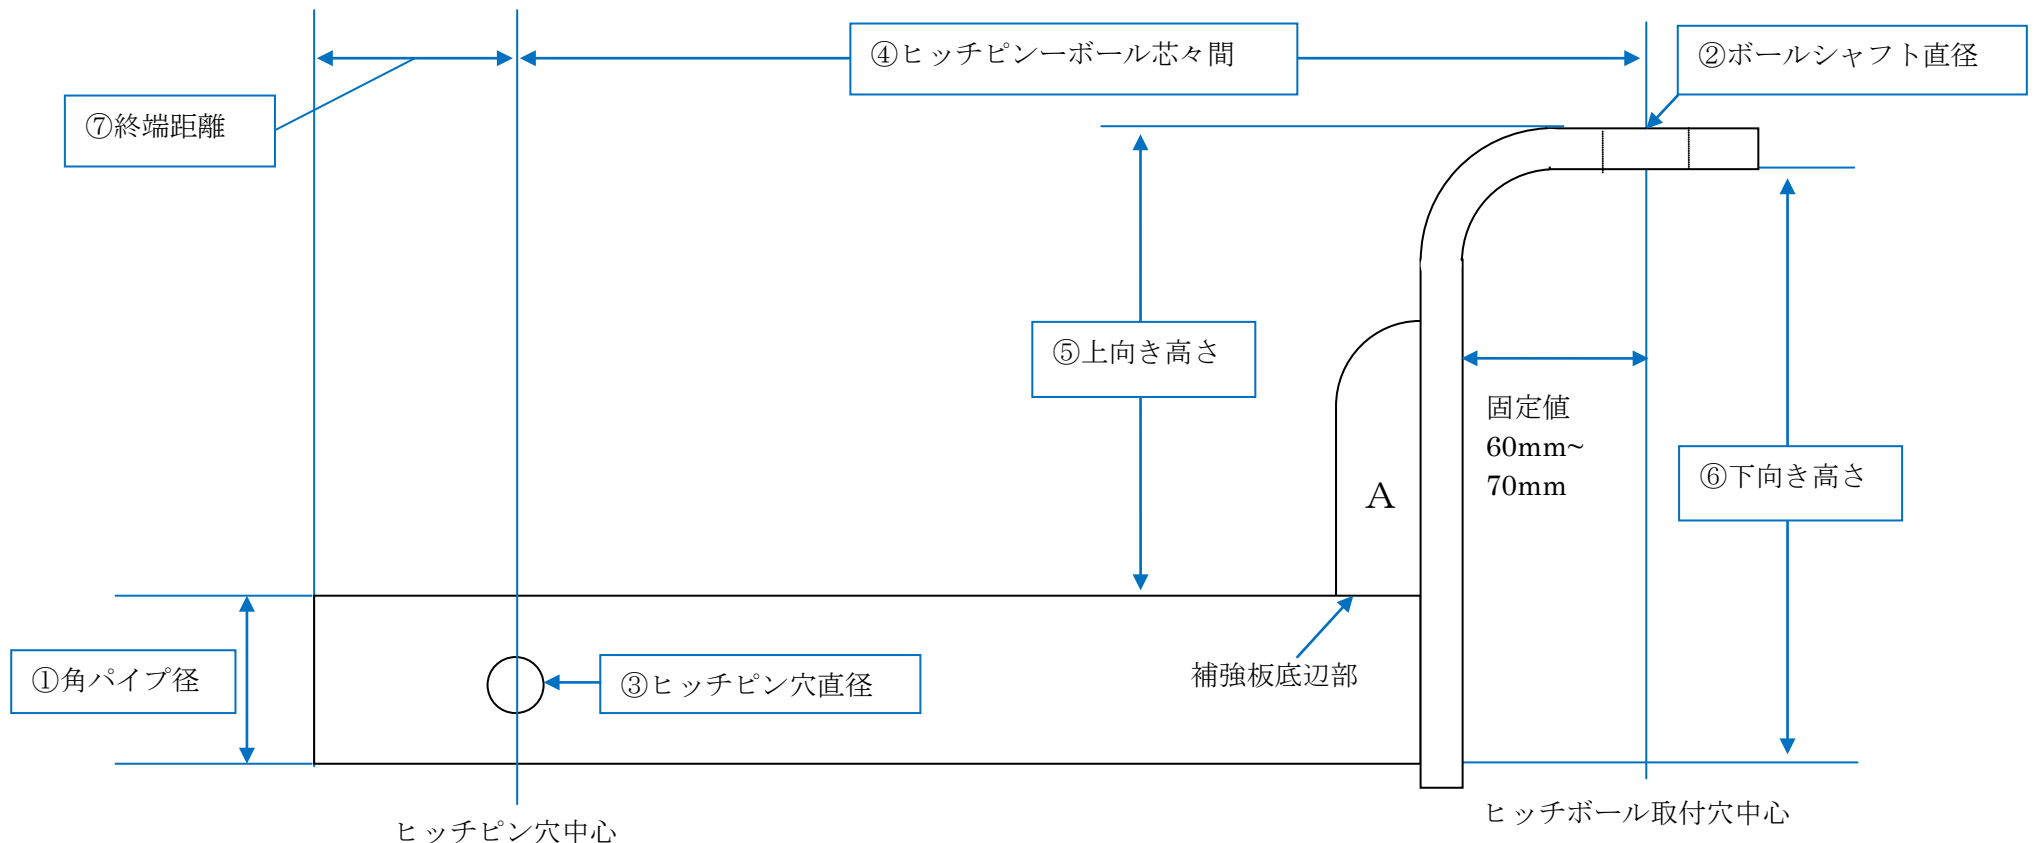 ④ヒッチピンーボール芯々間
②ボールシャフト直径
⑦終端距離
⑤上向き高さ
固定値
60mm~
70mm
⑥下向き高さ
A
①角パイプ径
③ヒッチピン穴直径
補強板底辺部
ヒッチピン穴中心
ヒッチボール取付穴中心